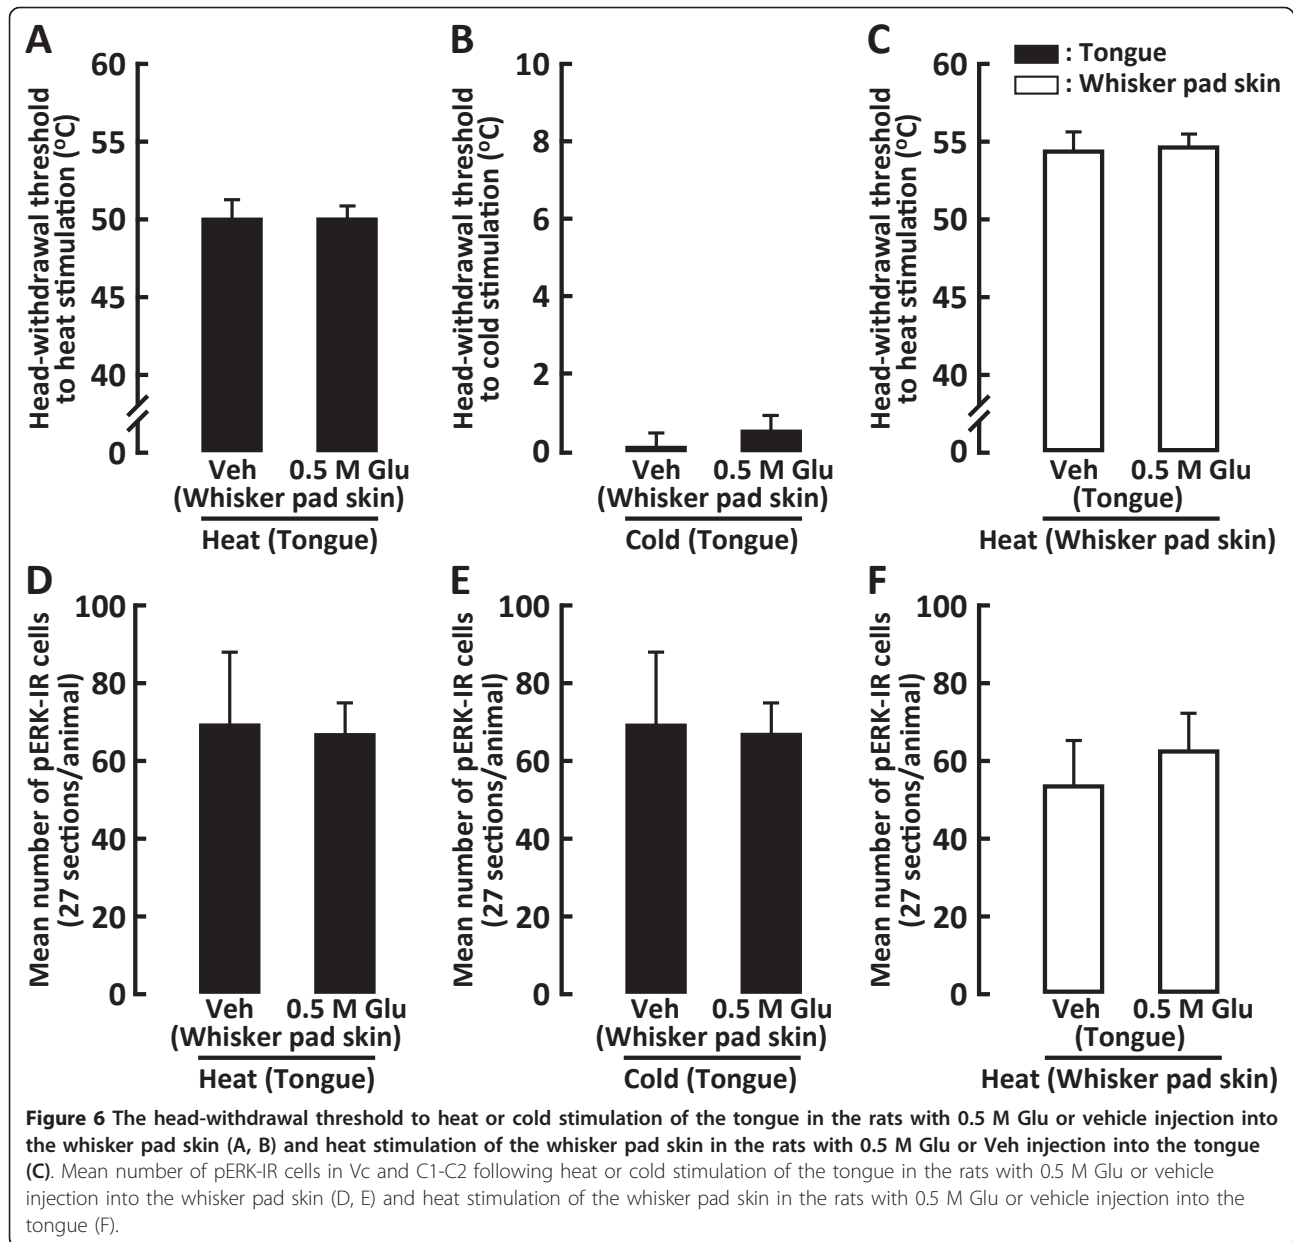 A
Head-withdrawal threshold
to heat stimulation (°C)
60
55
50
45
40
0
Veh 0.5 M Glu
(Whisker pad skin)
Heat (Tongue)
B
Head-withdrawal threshold
to cold stimulation (°C)
10
8
6
4
2
0
Veh 0.5 M Glu
(Whisker pad skin)
Cold (Tongue)
C
: Tongue
: Whisker pad skin
Head-withdrawal threshold
to heat stimulation (°C)
60
55
50
45
40
0
Veh 0.5 M Glu
(Tongue)
Heat (Whisker pad skin)
D
Mean number of pERK-IR cells
(27 sections/animal)
100
80
60
40
20
0
Veh 0.5 M Glu
(Whisker pad skin)
Heat (Tongue)
E
Mean number of pERK-IR cells
(27 sections/animal)
100
80
60
40
20
0
Veh 0.5 M Glu
(Whisker pad skin)
Cold (Tongue)
F
Mean number of pERK-IR cells
(27 sections/animal)
100
80
60
40
20
0
Veh 0.5 M Glu
(Tongue)
Heat (Whisker pad skin)
Figure 6 The head-withdrawal threshold to heat or cold stimulation of the tongue in the rats with 0.5 M Glu or vehicle injection into
the whisker pad skin (A, B) and heat stimulation of the whisker pad skin in the rats with 0.5 M Glu or Veh injection into the tongue
(C). Mean number of pERK-IR cells in Vc and C1-C2 following heat or cold stimulation of the tongue in the rats with 0.5 M Glu or vehicle
injection into the whisker pad skin (D, E) and heat stimulation of the whisker pad skin in the rats with 0.5 M Glu or vehicle injection into the
tongue (F).